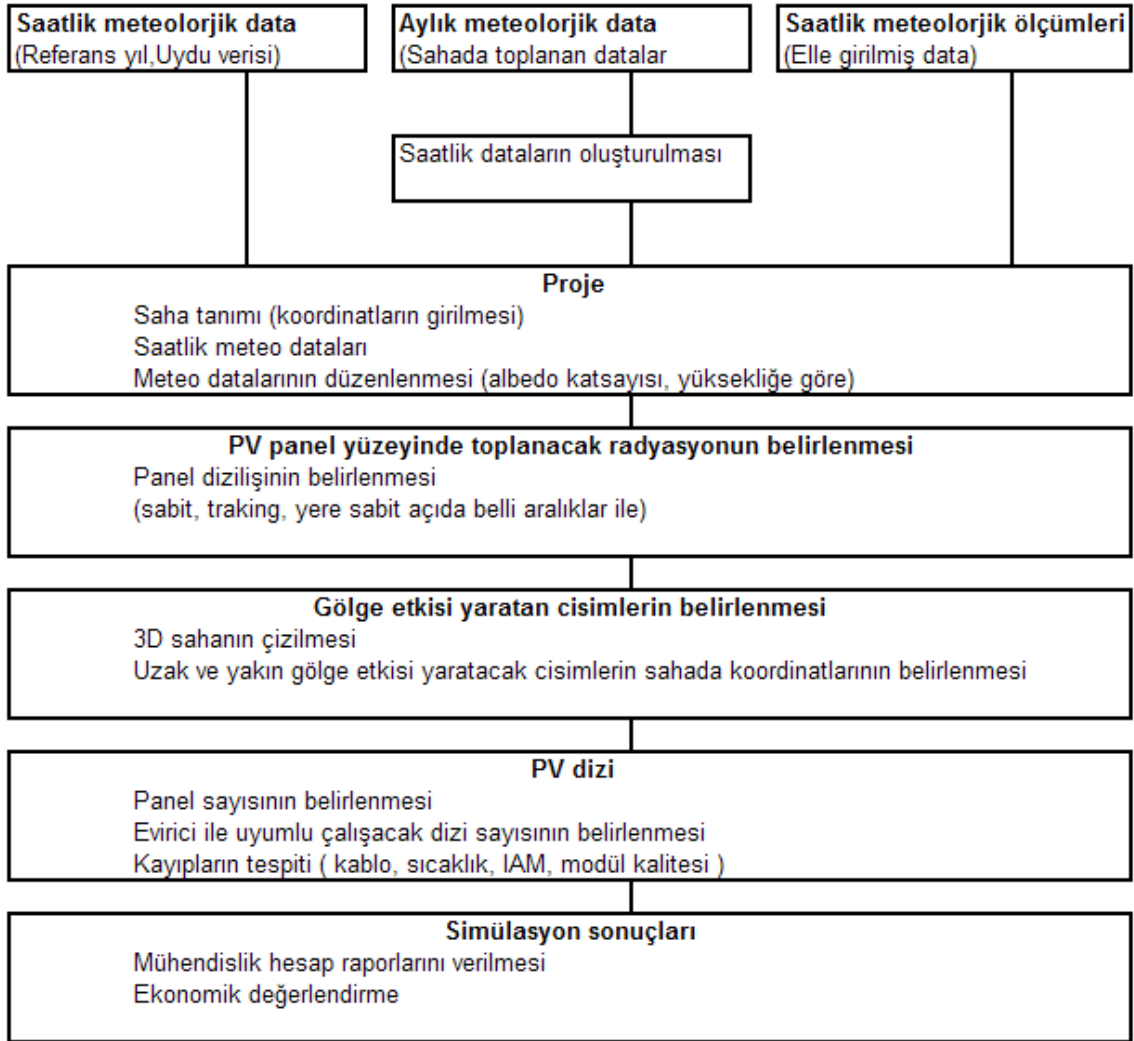 Saatlik meteolorjik data
(Referans yıl,Uydu verisi)
Aylık meteolorjik data
(Sahada toplanan datalar
Saatlik meteolorjik ölçümleri
(Elle girilmiş data)
Saatlik dataların oluşturulması
Proje
Saha tanımı (koordinatların girilmesi)
Saatlik meteo dataları
Meteo datalarının düzenlenmesi (albedo katsayısı, yüksekliğe göre)
PV panel yüzeyinde toplanacak radyasyonun belirlenmesi
Panel dizilişinin belirlenmesi
(sabit, traking, yere sabit açıda belli aralıklar ile)
Gölge etkisi yaratan cisimlerin belirlenmesi
3D sahanın çizilmesi
Uzak ve yakın gölge etkisi yaratacak cisimlerin sahada koordinatlarının belirlenmesi
PV dizi
Panel sayısının belirlenmesi
Evirici ile uyumlu çalışacak dizi sayısının belirlenmesi
Kayıpların tespiti ( kablo, sıcaklık, IAM, modül kalitesi )
Simülasyon sonuçları
Mühendislik hesap raporlarını verilmesi
Ekonomik değerlendirme